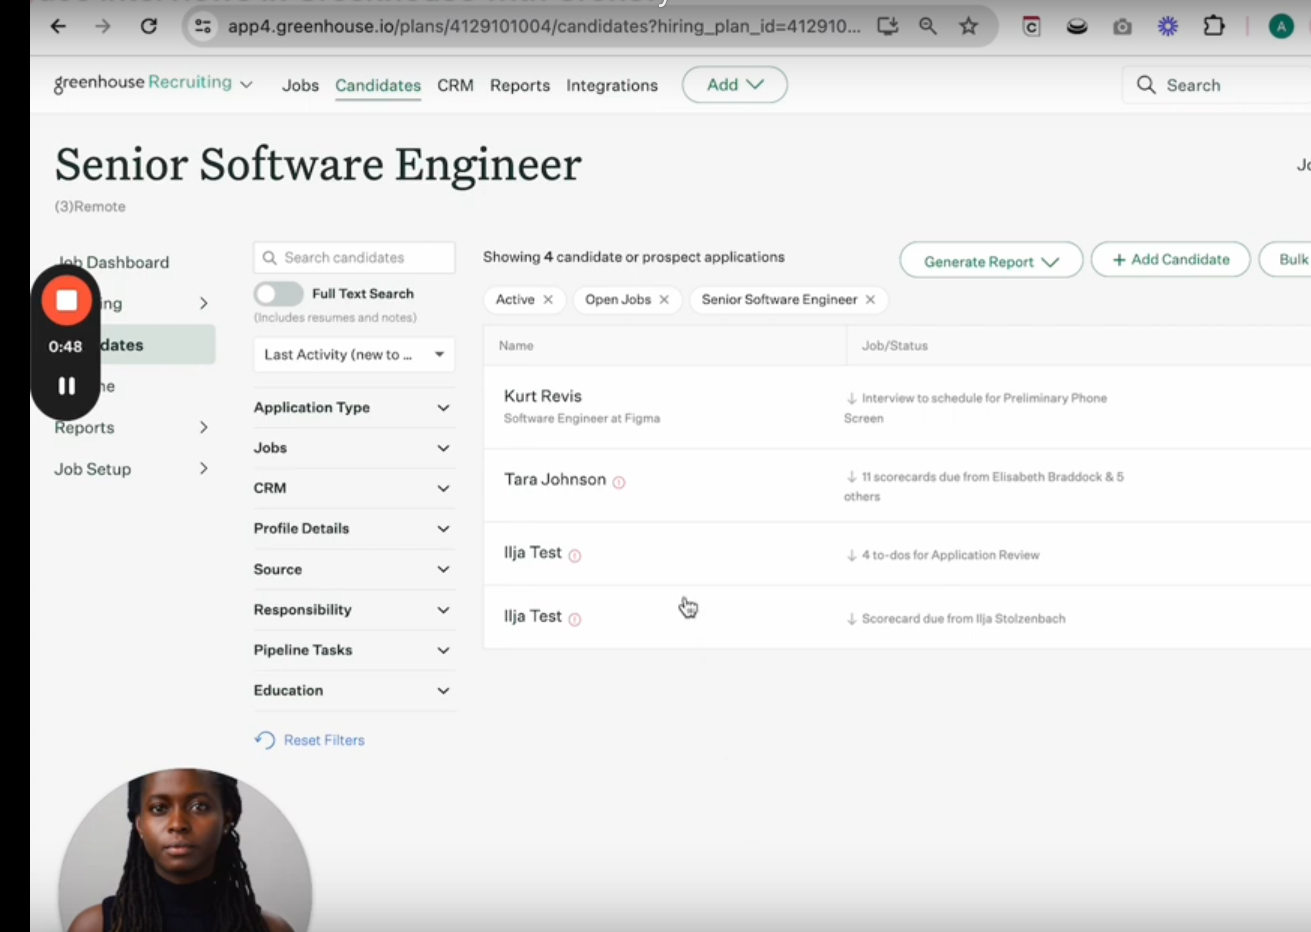 app4.greenhouse.io/plans/4129101004/candidates?hiring_plan_id=412910...
A
greenhouse Recruiting
Jobs
Candidates
CRM
Reports
Integrations
Add
Search
Senior Software Engineer
(3)Remote
Job Dashboard
ing
dates
ne
Reports
Job Setup
0:48
Search candidates
Full Text Search
(Includes resumes and notes)
Last Activity (new to ...
Application Type
Jobs
CRM
Profile Details
Source
Responsibility
Pipeline Tasks
Education
Reset Filters
Showing 4 candidate or prospect applications
Generate Report
+ Add Candidate
Bulk
Active ×
Open Jobs ×
Senior Software Engineer ×
Name
Job/Status
Kurt Revis
Software Engineer at Figma
Interview to schedule for Preliminary Phone
Screen
Tara Johnson
11 scorecards due from Elisabeth Braddock & 5
others
Ilja Test
4 to-dos for Application Review
Ilja Test
Scorecard due from Ilja Stolzenbach